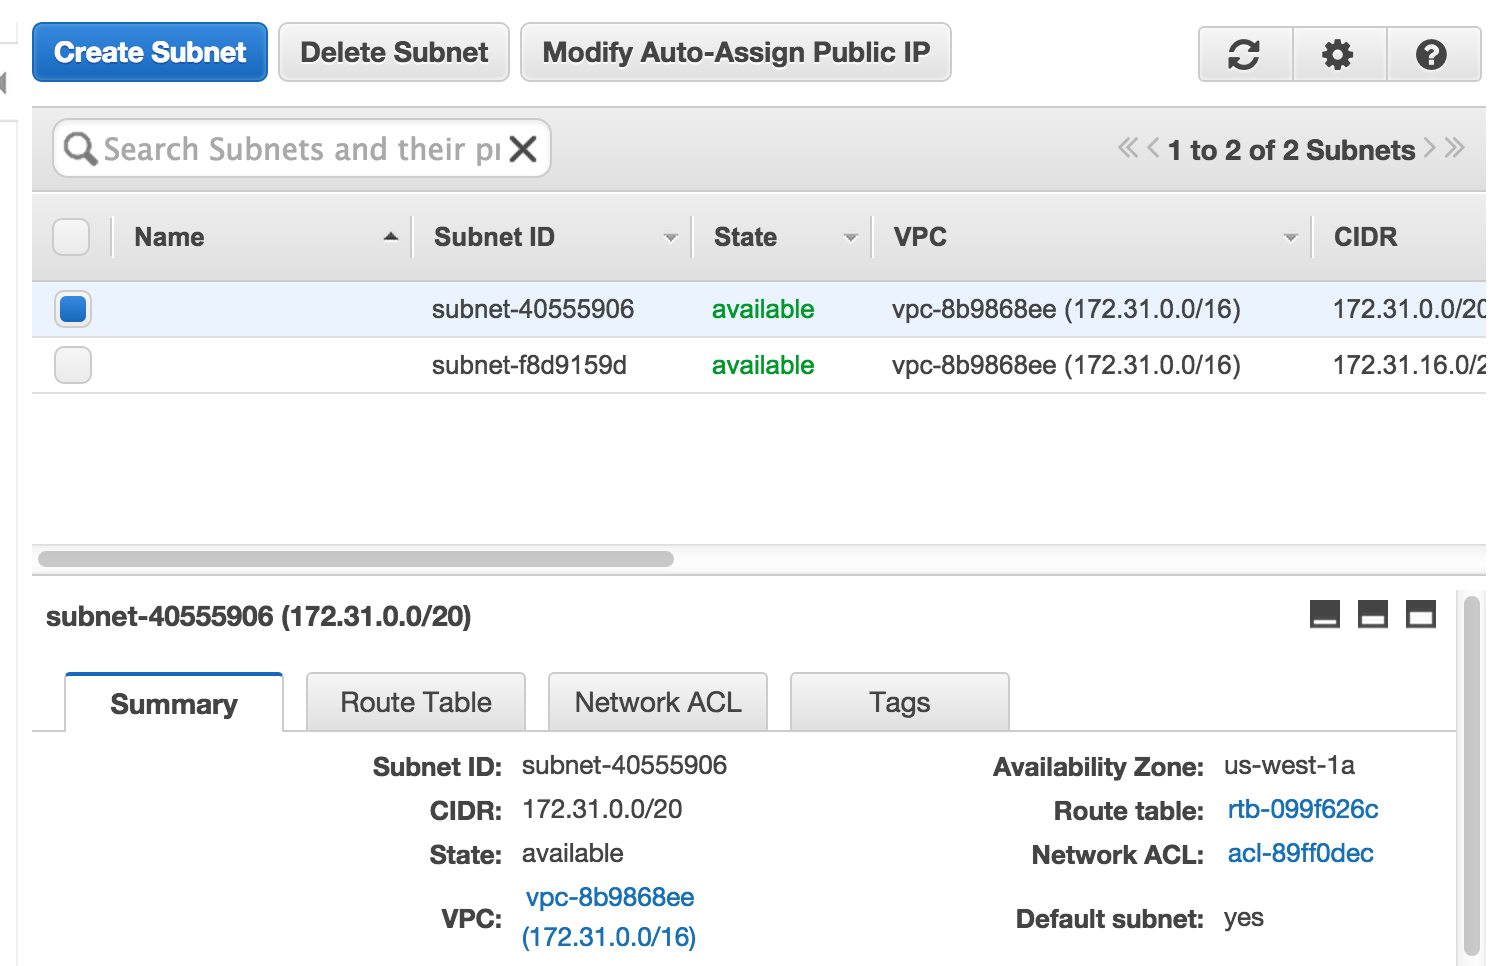 Create Subnet Delete Subnet Modify Auto-Assign Public IP
Search Subnets and their 1 to 2 of 2 Subnets
Name Subnet ID State VPC CIDR
subnet-40555906 available vpc-8b9868ee (172.31.0.0/16) 172.31.0.0/20
subnet-f8d9159d available vpc-8b9868ee (172.31.0.0/16) 172.31.16.0/2
subnet-40555906 (172.31.0.0/20)
Summary Route Table Network ACL Tags
Subnet ID: subnet-40555906 Availability Zone: us-west-1a
CIDR: 172.31.0.0/20 Route table: rtb-099f626c
State: available Network ACL: acl-89ff0dec
VPC: vpc-8b9868ee Default subnet: yes
(172.31.0.0/16)